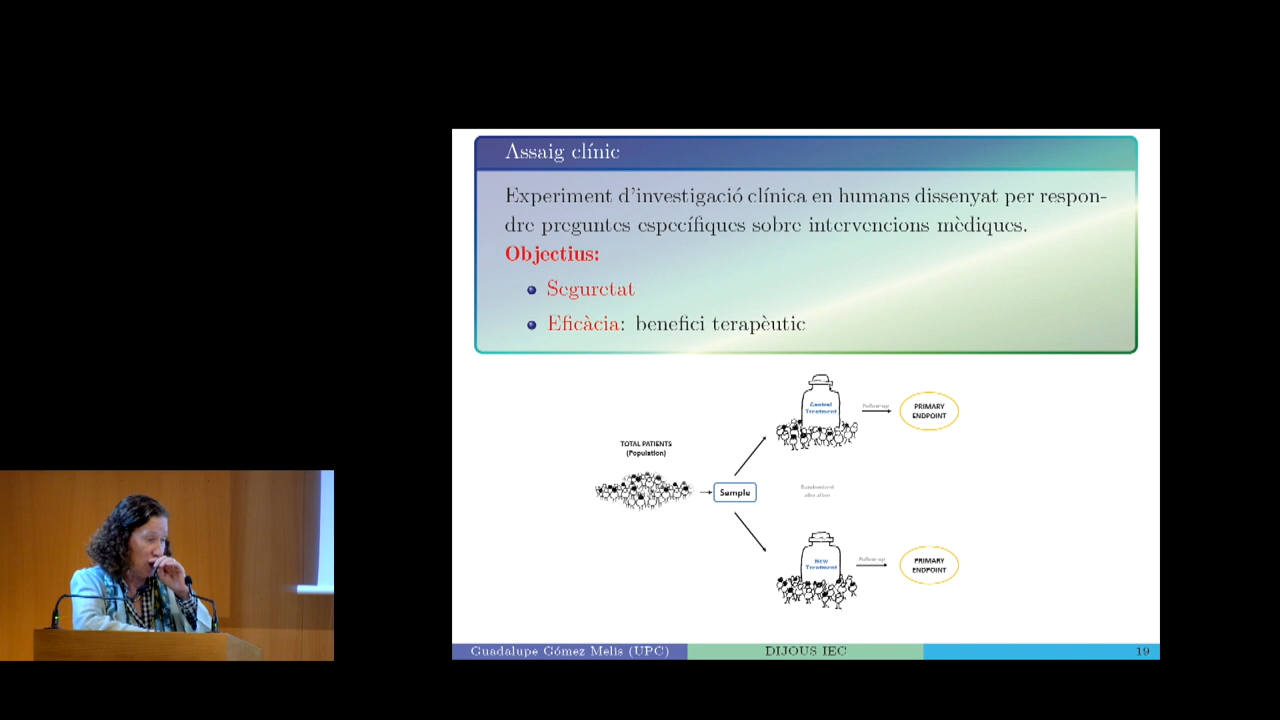 Assaig clínic
Experiment d'investigació clínica en humans dissenyat per respon-
dre preguntes específiques sobre intervencions mèdiques.
Objectius:
Seguretat
Eficàcia: benefici terapèutic
Control
Treatment
Follow-up
PRIMARY
ENDPOINT
TOTAL PATIENTS
(Population)
Sample
Randomized
allocation
New
Treatment
Follow-up
PRIMARY
ENDPOINT
Guadalupe Gómez Melis (UPC)
DIJOUS IEC
19